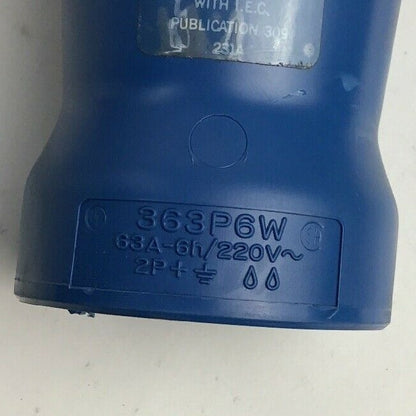 WITH I.E.C.
PUBLICATION 309
363P6W
63A-6h/220V~
2P+⏚